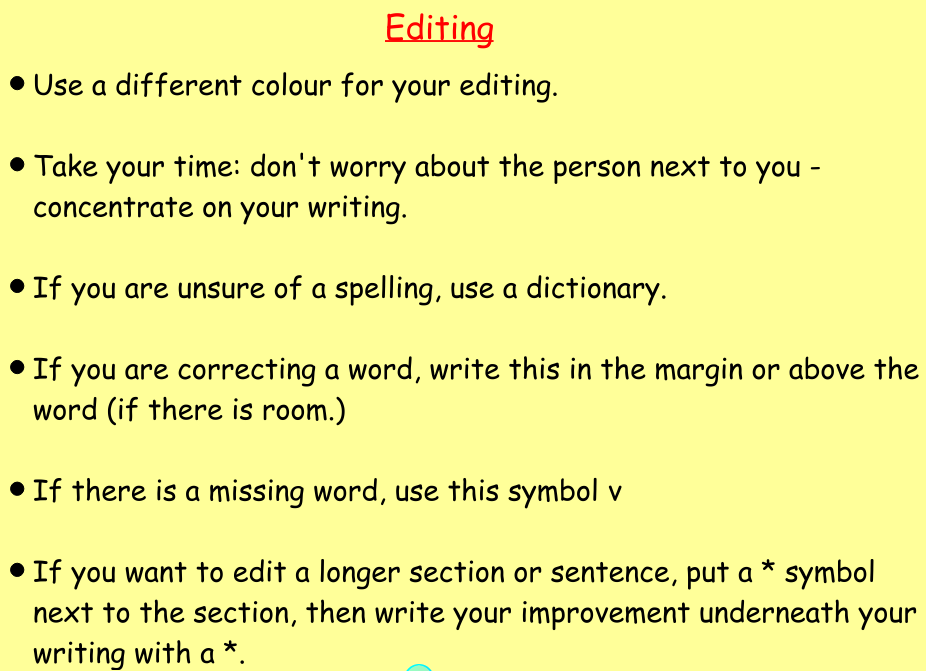 Editing
• Use a different colour for your editing.
• Take your time: don't worry about the person next to you -
concentrate on your writing.
• If you are unsure of a spelling, use a dictionary.
• If you are correcting a word, write this in the margin or above the
word (if there is room.)
• If there is a missing word, use this symbol v
• If you want to edit a longer section or sentence, put a * symbol
next to the section, then write your improvement underneath your
writing with a *.